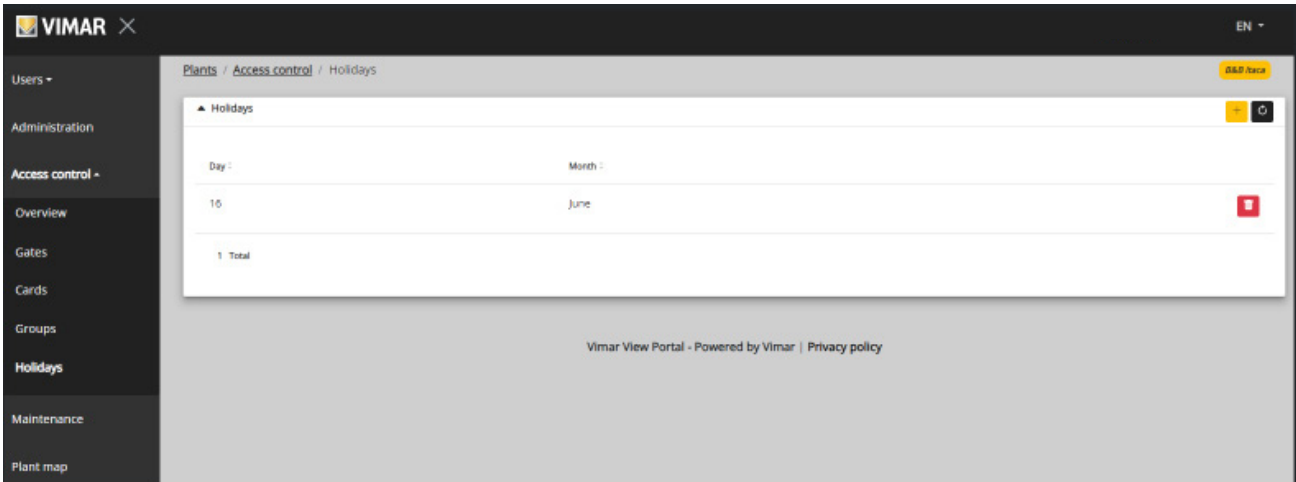 VIMAR
EN
Users
Administration
Access control
Overview
Gates
Cards
Groups
Holidays
Maintenance
Plant map
Plants / Access control / Holidays
B&B Itaca
Holidays
Day Month
16 June
1 Total
Vimar View Portal - Powered by Vimar | Privacy policy